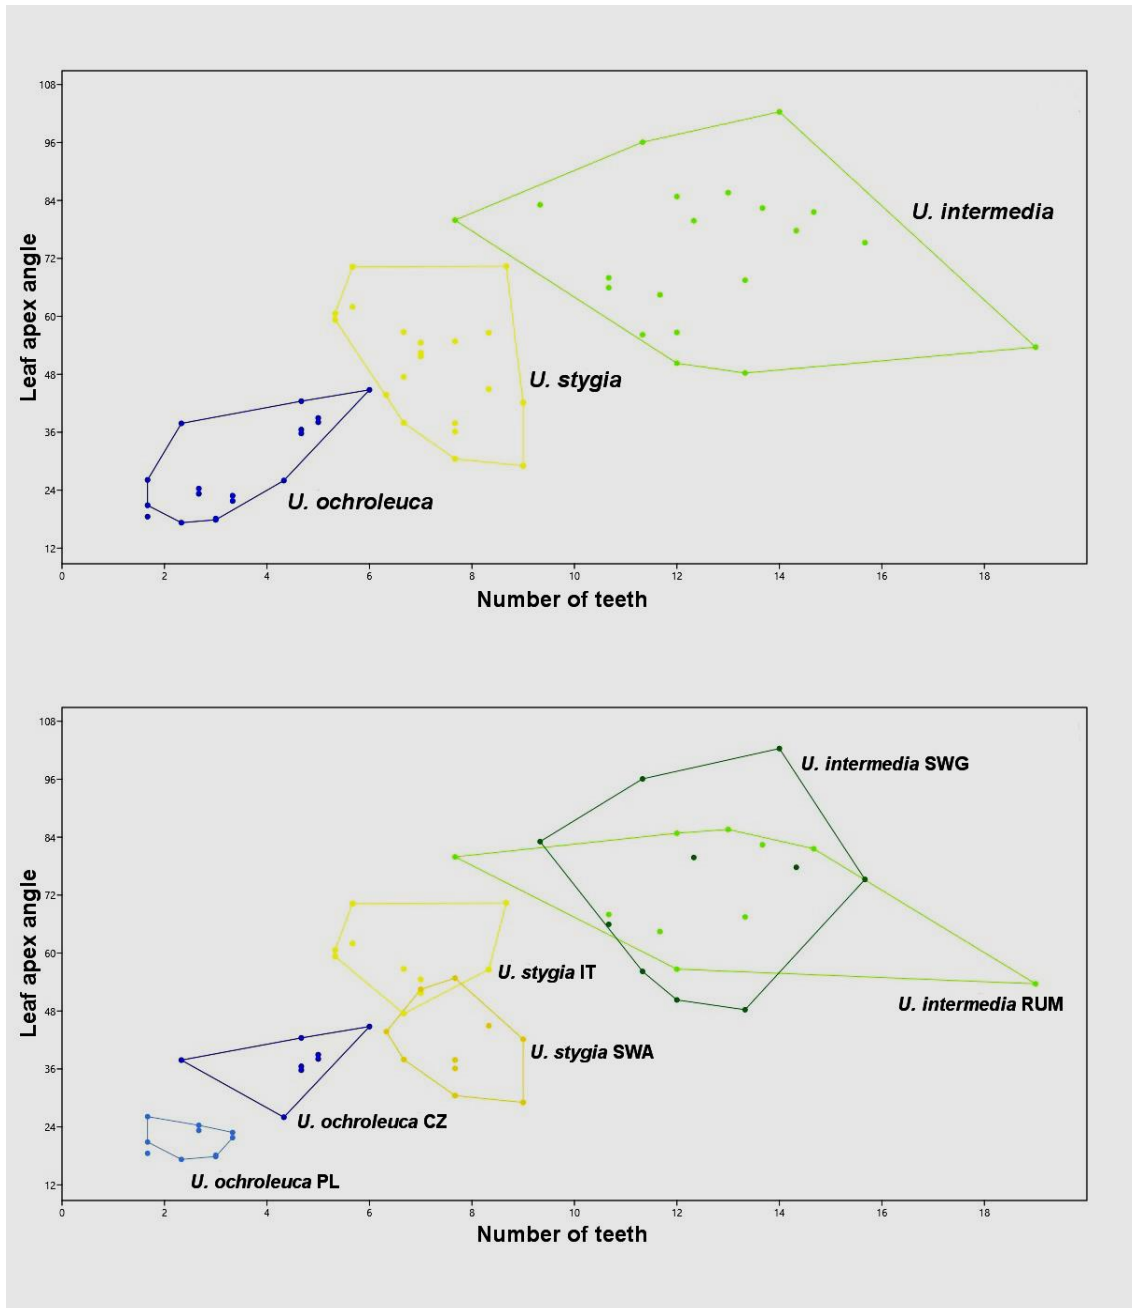 108
96
84
72
60
48
36
24
12
Leaf apex angle
U. intermedia
U. stygia
U. ochroleuca
0 2 4 6 8 10 12 14 16 18
Number of teeth
108
96
84
72
60
48
36
24
12
Leaf apex angle
U. intermedia SWG
U. stygia IT
U. intermedia RUM
U. stygia SWA
U. ochroleuca CZ
U. ochroleuca PL
0 2 4 6 8 10 12 14 16 18
Number of teeth